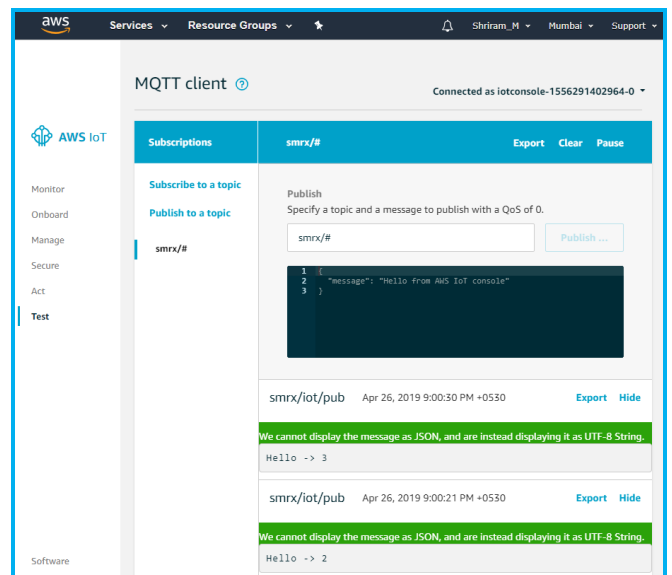 aws
Services
Resource Groups
Shriram_M
Mumbai
Support
MQTT client ?
Connected as iotconsole-1556291402964-0
AWS IoT
Monitor
Onboard
Manage
Secure
Act
Test
Software
Subscriptions
Subscribe to a topic
Publish to a topic
smrx/#
smrx/#
Export Clear Pause
Publish
Specify a topic and a message to publish with a QoS of 0.
smrx/#
Publish ...
1 {
2 "message": "Hello from AWS IoT console"
3 }
smrx/iot/pub Apr 26, 2019 9:00:30 PM +0530 Export Hide
We cannot display the message as JSON, and are instead displaying it as UTF-8 String.
Hello -> 3
smrx/iot/pub Apr 26, 2019 9:00:21 PM +0530 Export Hide
We cannot display the message as JSON, and are instead displaying it as UTF-8 String.
Hello -> 2